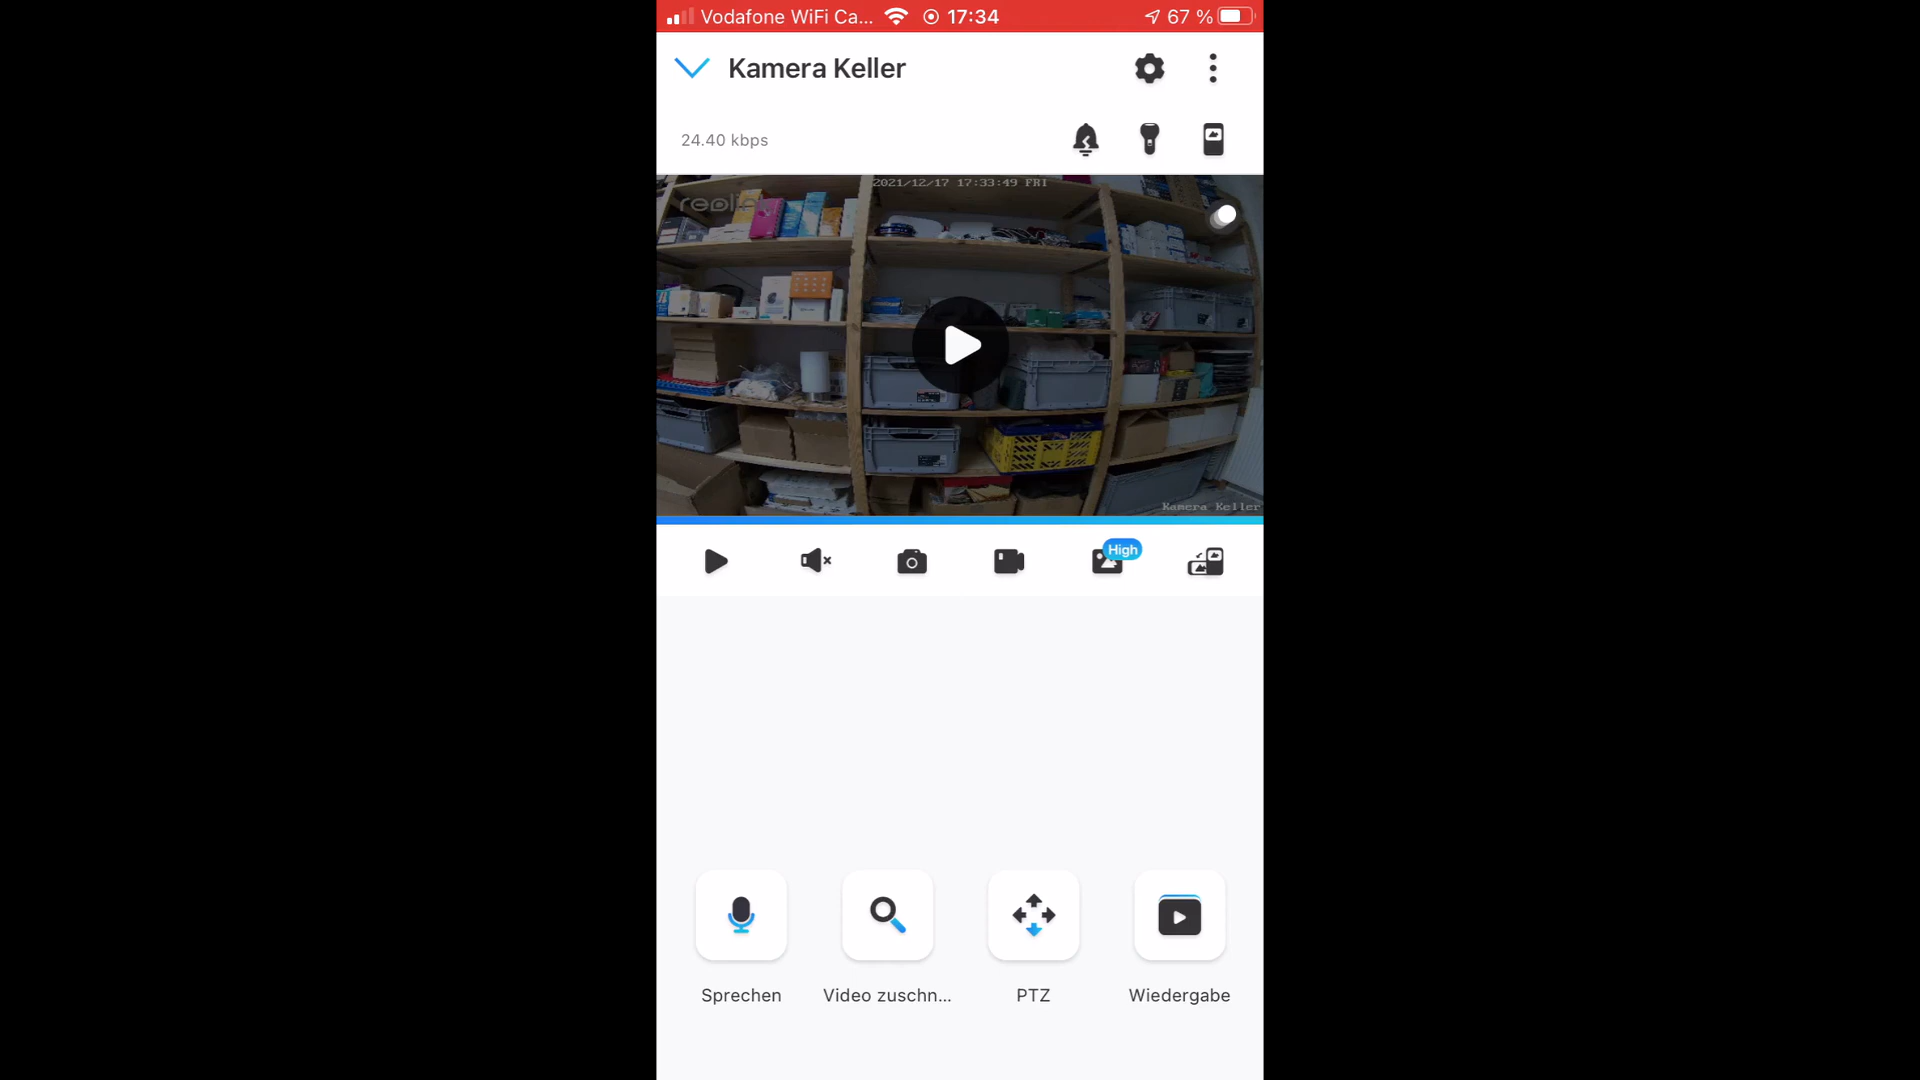 Vodafone WiFi Ca... 17:34 67 %
Kamera Keller
24.40 kbps
2021/12/17 17:33:49 FRI
reolink
Kamera Keller
High
Sprechen Video zuschn... PTZ Wiedergabe